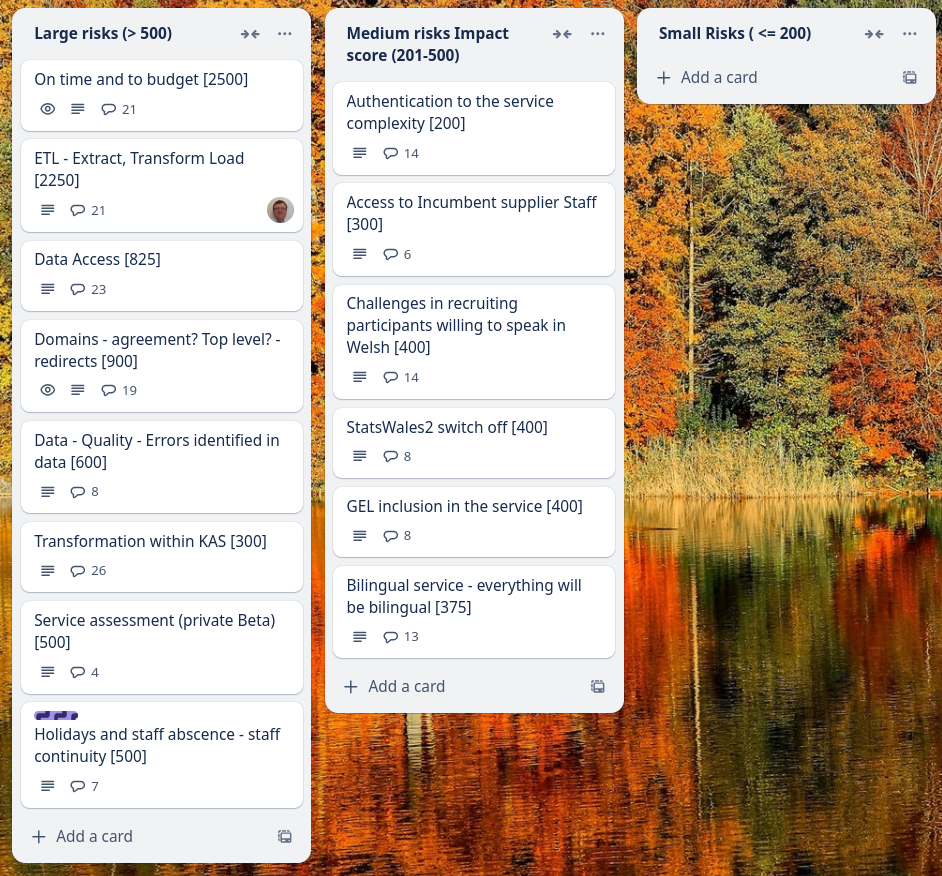 Large risks (> 500)
On time and to budget [2500]
21
ETL - Extract, Transform Load
[2250]
21
Data Access [825]
23
Domains - agreement? Top level? -
redirects [900]
19
Data - Quality - Errors identified in
data [600]
8
Transformation within KAS [300]
26
Service assessment (private Beta)
[500]
4
Holidays and staff abscence - staff
continuity [500]
7
Add a card
Medium risks Impact
score (201-500)
Authentication to the service
complexity [200]
14
Access to Incumbent supplier Staff
[300]
6
Challenges in recruiting
participants willing to speak in
Welsh [400]
14
StatsWales2 switch off [400]
8
GEL inclusion in the service [400]
8
Bilingual service - everything will
be bilingual [375]
13
Add a card
Small Risks ( <= 200)
Add a card